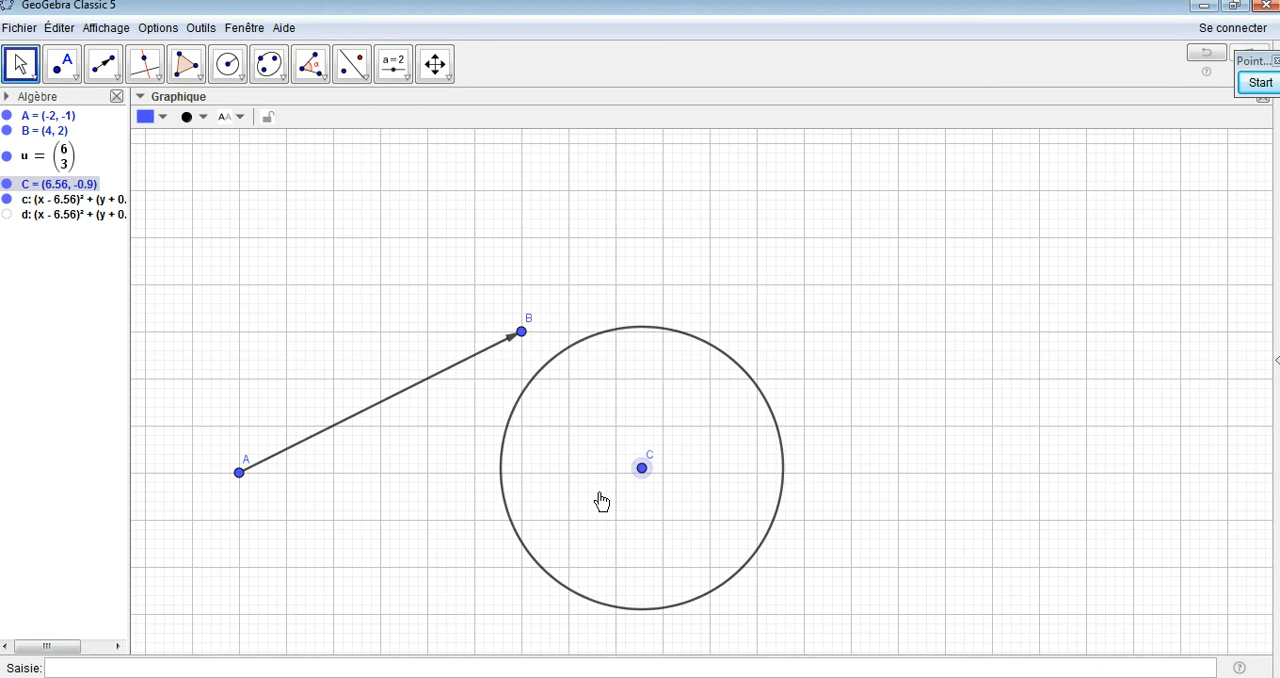 GeoGebra Classic 5
Fichier Éditer Affichage Options Outils Fenêtre Aide
Se connecter
A
α
a=2
Point...
Start
Algèbre
Graphique
AA
A = (-2, -1)
B = (4, 2)
u = (6
3)
C = (6.56, -0.9)
c: (x - 6.56)² + (y + 0.
d: (x - 6.56)² + (y + 0.
B
A
C
Saisie: